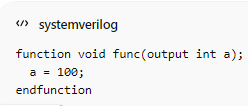 </> systemverilog
function void func(output int a);
  a = 100;
endfunction